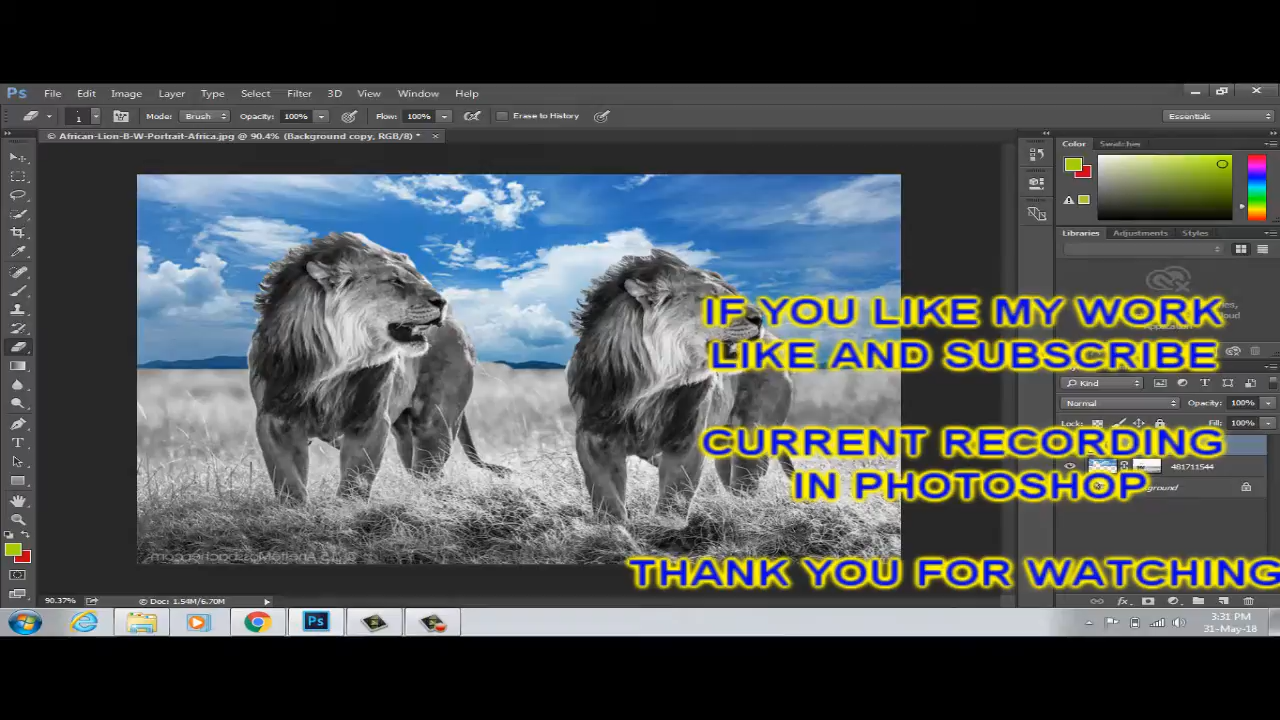 Ps File Edit Image Layer Type Select Filter 3D View Window Help
1 Mode: Brush Opacity: 100% Flow: 100% Erase to History Essentials
African-Lion-B-W-Portrait-Africa.jpg @ 90.4% (Background copy, RGB/8) *
Color Swatches
Libraries Adjustments Styles
IF YOU LIKE MY WORK
LIKE AND SUBSCRIBE
Kind
Normal Opacity: 100%
Lock: Fill: 100%
CURRENT RECORDING
481711544
IN PHOTOSHOP
THANK YOU FOR WATCHING
90.37% Doc: 1.54M/6.70M
Ps
3:31 PM
31-May-18